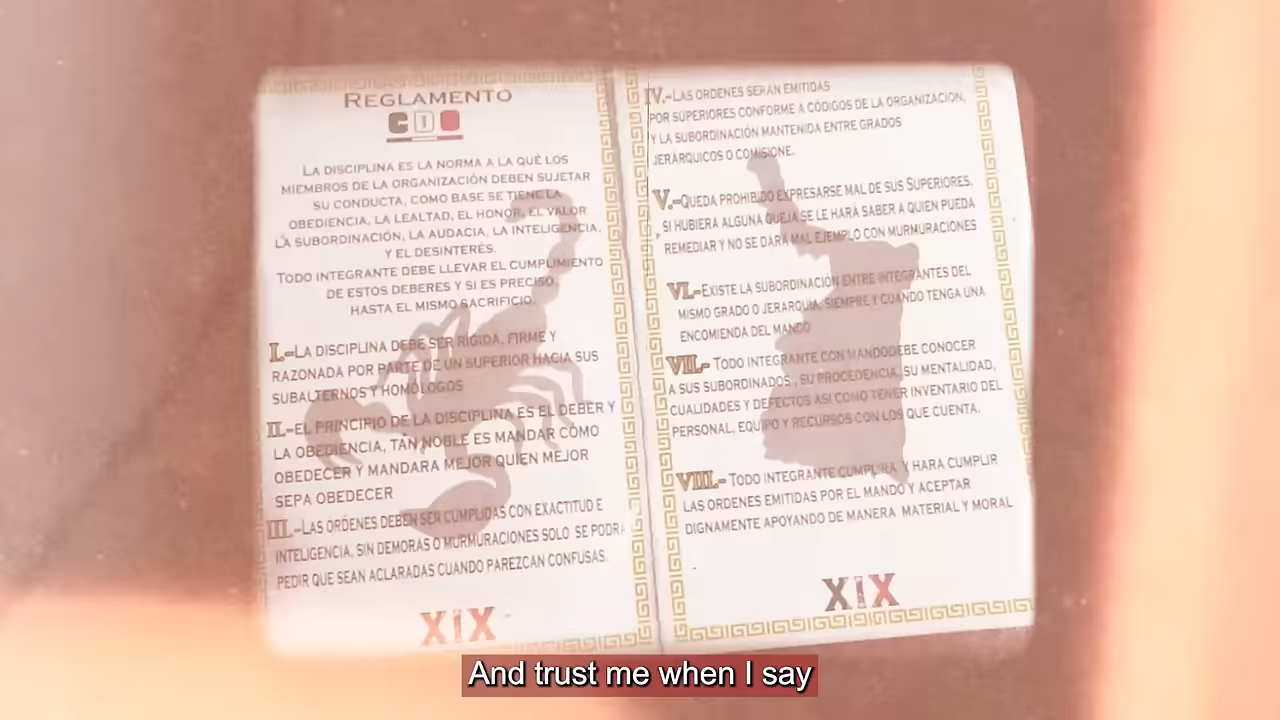 REGLAMENTO
CDG
LA DISCIPLINA ES LA NORMA A LA QUE LOS
MIEMBROS DE LA ORGANIZACIÓN DEBEN SUJETAR
SU CONDUCTA, COMO BASE SE TIENE LA
OBEDIENCIA, LA LEALTAD, EL HONOR, EL VALOR
LA SUBORDINACIÓN, LA AUDACIA, LA INTELIGENCIA,
Y EL DESINTERÉS.
TODO INTEGRANTE DEBE LLEVAR EL CUMPLIMIENTO
DE ESTOS DEBERES Y SI ES PRECISO,
HASTA EL MISMO SACRIFICIO.
I.-LA DISCIPLINA DEBE SER RIGIDA, FIRME Y
RAZONADA POR PARTE DE UN SUPERIOR HACIA SUS
SUBALTERNOS Y HOMÓLOGOS
II.-EL PRINCIPIO DE LA DISCIPLINA ES EL DEBER Y
LA OBEDIENCIA, TAN NOBLE ES MANDAR CÓMO
OBEDECER Y MANDARA MEJOR QUIEN MEJOR
SEPA OBEDECER
III.-LAS ÓRDENES DEBEN SER CUMPLIDAS CON EXACTITUD E
INTELIGENCIA, SIN DEMORAS O MURMURACIONES SOLO SE PODRA
PEDIR QUE SEAN ACLARADAS CUANDO PAREZCAN CONFUSAS.
XIX
IV.-LAS ORDENES SERAN EMITIDAS
POR SUPERIORES CONFORME A CÓDIGOS DE LA ORGANIZACION,
Y LA SUBORDINACIÓN MANTENIDA ENTRE GRADOS
JERÁRQUICOS O COMISIONE.
V.-QUEDA PROHIBIDO EXPRESARSE MAL DE SUS SUPERIORES,
SI HUBIERA ALGUNA QUEJA SE LE HARÁ SABER A QUIEN PUEDA
REMEDIAR Y NO SE DARÁ MAL EJEMPLO CON MURMURACIONES
VI.-EXISTE LA SUBORDINACIÓN ENTRE INTEGRANTES DEL
MISMO GRADO O JERARQUIA, SIEMPRE Y CUANDO TENGA UNA
ENCOMIENDA DEL MANDO
VII.- TODO INTEGRANTE CON MANDODEBE CONOCER
A SUS SUBORDINADOS , SU PROCEDENCIA, SU MENTALIDAD,
CUALIDADES Y DEFECTOS ASI COMO TENER INVENTARIO DEL
PERSONAL, EQUIPO Y RECURSOS CON LOS QUE CUENTA.
VIII.- TODO INTEGRANTE CUMPLIRA Y HARA CUMPLIR
LAS ORDENES EMITIDAS POR EL MANDO Y ACEPTAR
DIGNAMENTE APOYANDO DE MANERA MATERIAL Y MORAL
XIX
And trust me when I say